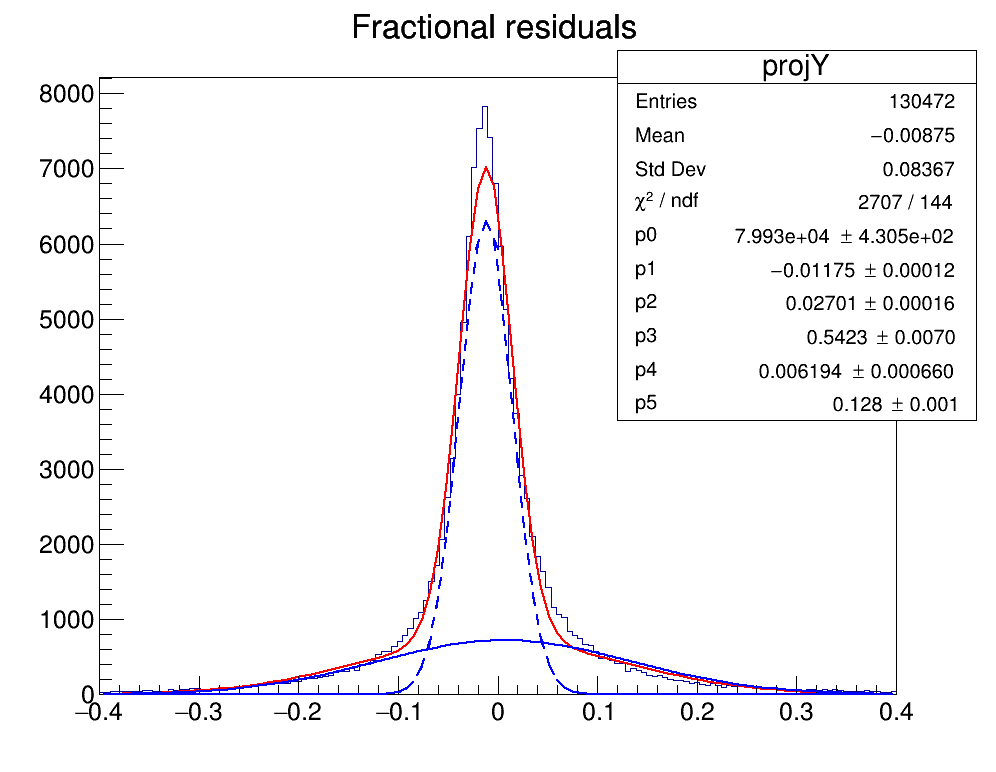 Fractional residuals
projY
Entries 130472
Mean −0.00875
Std Dev 0.08367
χ² / ndf 2707 / 144
p0 7.993e+04 ± 4.305e+02
p1 −0.01175 ± 0.00012
p2 0.02701 ± 0.00016
p3 0.5423 ± 0.0070
p4 0.006194 ± 0.000660
p5 0.128 ± 0.001
8000
7000
6000
5000
4000
3000
2000
1000
0
−0.4 −0.3 −0.2 −0.1 0 0.1 0.2 0.3 0.4